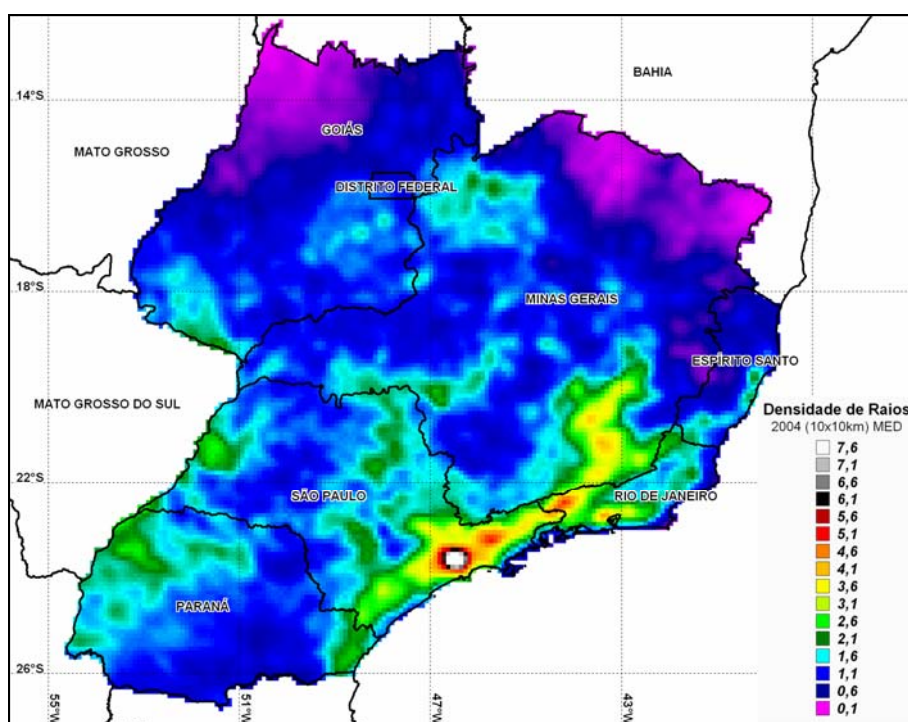 BAHIA
14°S
GOIÁS
MATO GROSSO
DISTRITO FEDERAL
18°S
MINAS GERAIS
ESPÍRITO SANTO
MATO GROSSO DO SUL
Densidade de Raios
2004 (10x10km) MED
7,6
7,1
6,6
6,1
5,6
5,1
4,6
4,1
3,6
3,1
2,6
2,1
1,6
1,1
0,6
0,1
22°S
SÃO PAULO
RIO DE JANEIRO
PARANÁ
26°S
55°W
51°W
47°W
43°W